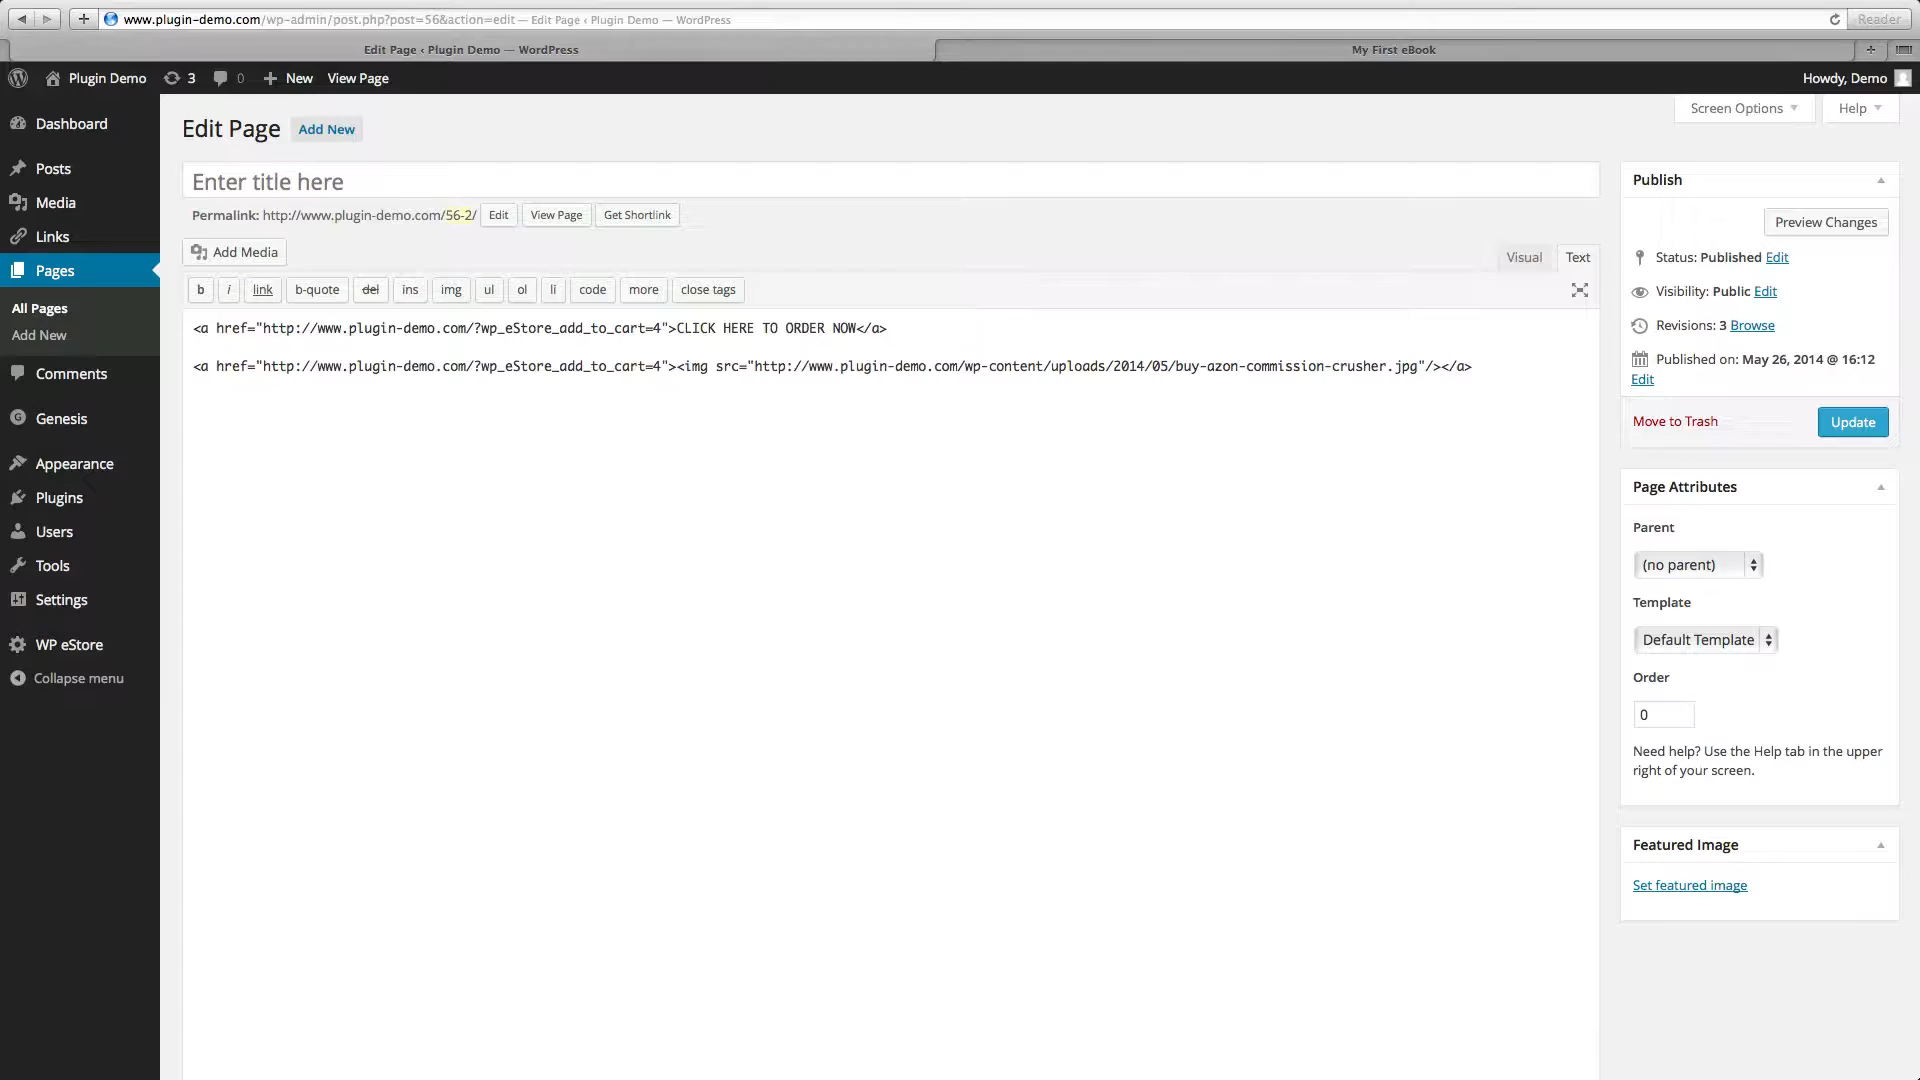 www.plugin-demo.com/wp-admin/post.php?post=56&action=edit — Edit Page ‹ Plugin Demo — WordPress
Reader
Edit Page ‹ Plugin Demo — WordPress
My First eBook
Plugin Demo
3
0
New
View Page
Howdy, Demo
Screen Options
Help
Dashboard
Posts
Media
Links
Pages
All Pages
Add New
Comments
Genesis
Appearance
Plugins
Users
Tools
Settings
WP eStore
Collapse menu
Edit Page
Add New
Enter title here
Permalink: http://www.plugin-demo.com/56-2/
Edit
View Page
Get Shortlink
Add Media
Visual
Text
b
i
link
b-quote
del
ins
img
ul
ol
li
code
more
close tags
<a href="http://www.plugin-demo.com/?wp_eStore_add_to_cart=4">CLICK HERE TO ORDER NOW</a>
<a href="http://www.plugin-demo.com/?wp_eStore_add_to_cart=4"><img src="http://www.plugin-demo.com/wp-content/uploads/2014/05/buy-azon-commission-crusher.jpg"/></a>
Publish
Preview Changes
Status: Published Edit
Visibility: Public Edit
Revisions: 3 Browse
Published on: May 26, 2014 @ 16:12
Edit
Move to Trash
Update
Page Attributes
Parent
(no parent)
Template
Default Template
Order
0
Need help? Use the Help tab in the upper
right of your screen.
Featured Image
Set featured image